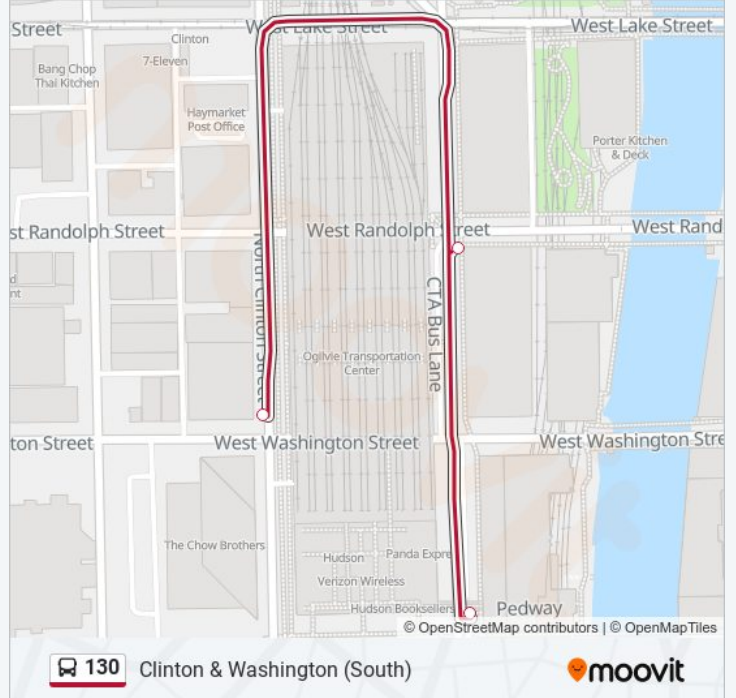 Street
West Lake Street
West Lake Street
Clinton
7-Eleven
Bang Chop
Thai Kitchen
Haymarket
Post Office
Porter Kitchen
& Deck
st Randolph Street
West Randolph Street
West Rand
North Clinton Street
CTA Bus Lane
d
nt
Ogilvie Transportation
Center
ton Street
West Washington Street
West Washington Stre
The Chow Brothers
Hudson
Panda Expre
Verizon Wireless
Hudson Booksellers
Pedway
© OpenStreetMap contributors | © OpenMapTiles
130 Clinton & Washington (South)
moovit